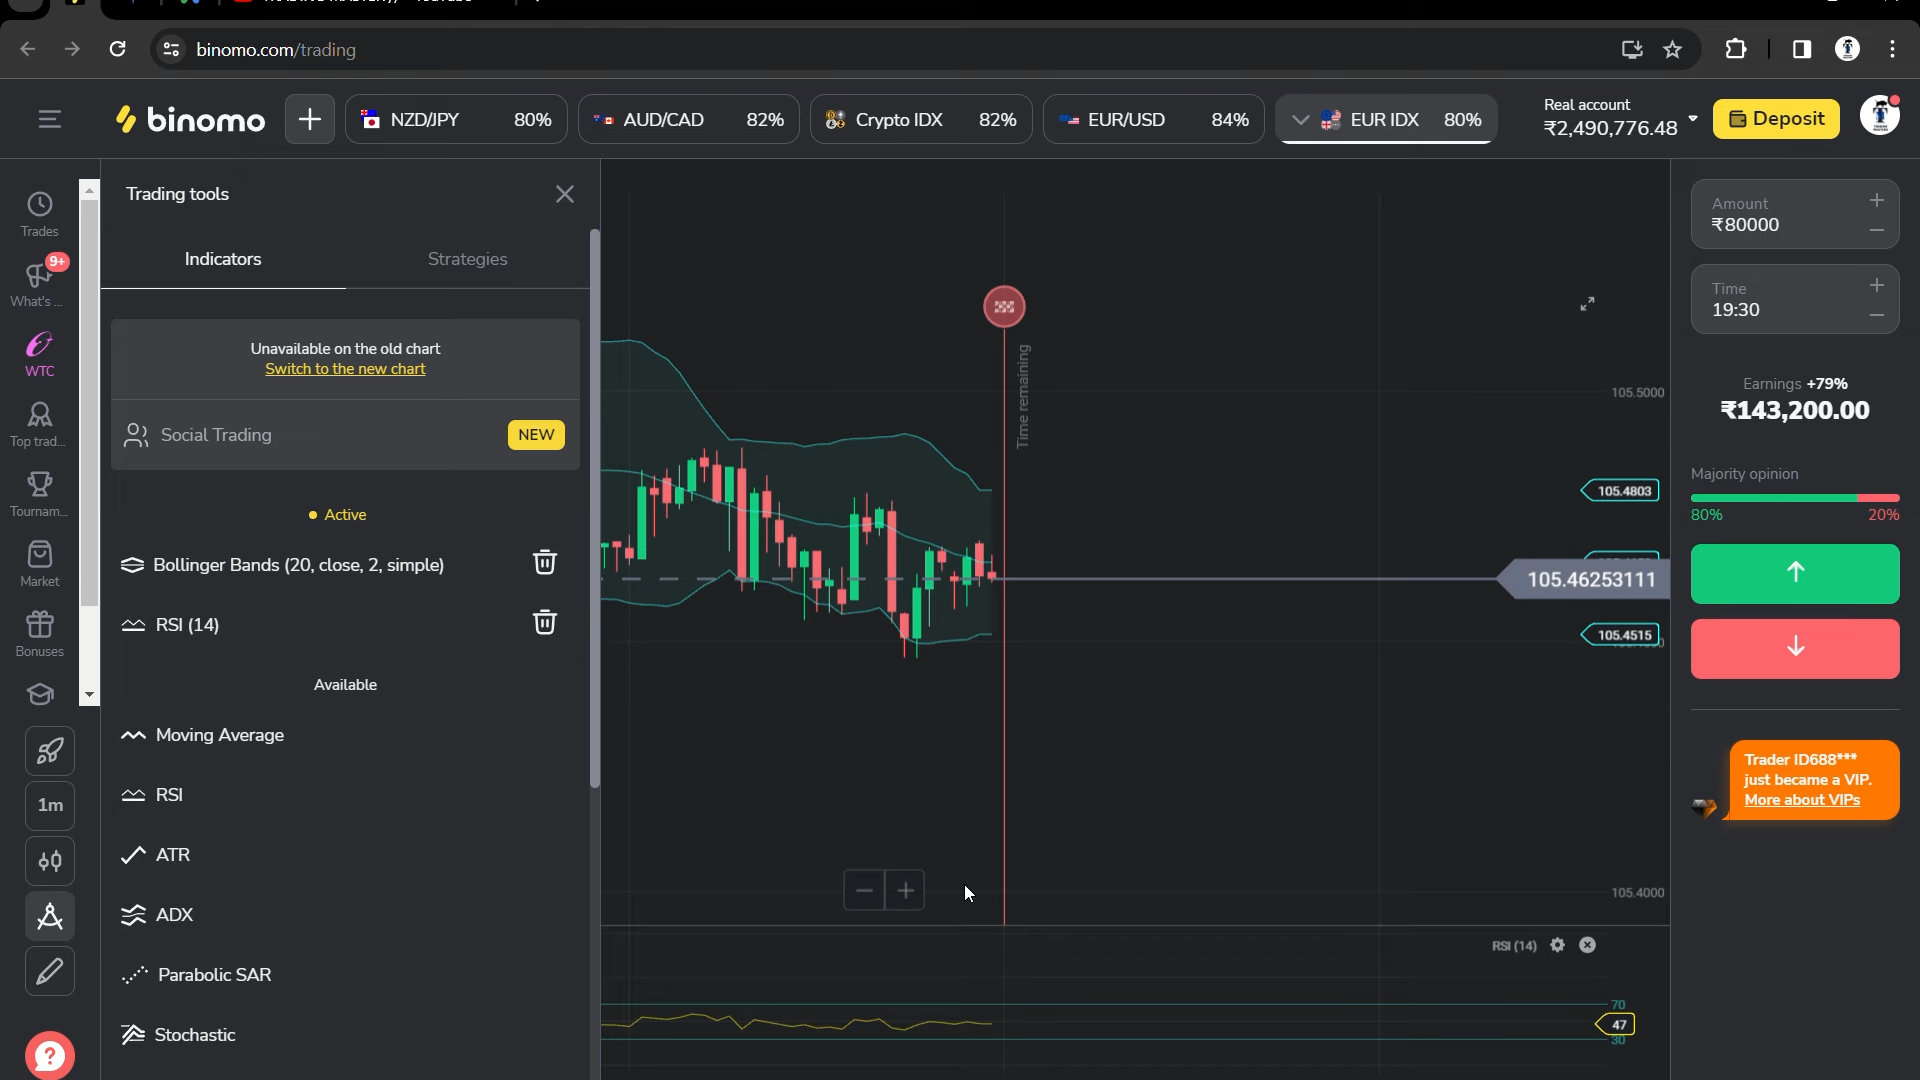 binomo.com/trading
binomo
NZD/JPY 80%
AUD/CAD 82%
Crypto IDX 82%
EUR/USD 84%
EUR IDX 80%
Real account
₹2,490,776.48
Deposit
Trades
9+
What's ...
WTC
Top trad...
Tournam...
Market
Bonuses
1m
Trading tools
Indicators Strategies
Unavailable on the old chart
Switch to the new chart
Social Trading NEW
Active
Bollinger Bands (20, close, 2, simple)
RSI (14)
Available
Moving Average
RSI
ATR
ADX
Parabolic SAR
Stochastic
Time remaining
105.5000
105.4803
105.46253111
105.4515
105.4000
RSI (14)
70
47
30
Amount
₹80000
Time
19:30
Earnings +79%
₹143,200.00
Majority opinion
80% 20%
Trader ID688***
just became a VIP.
More about VIPs